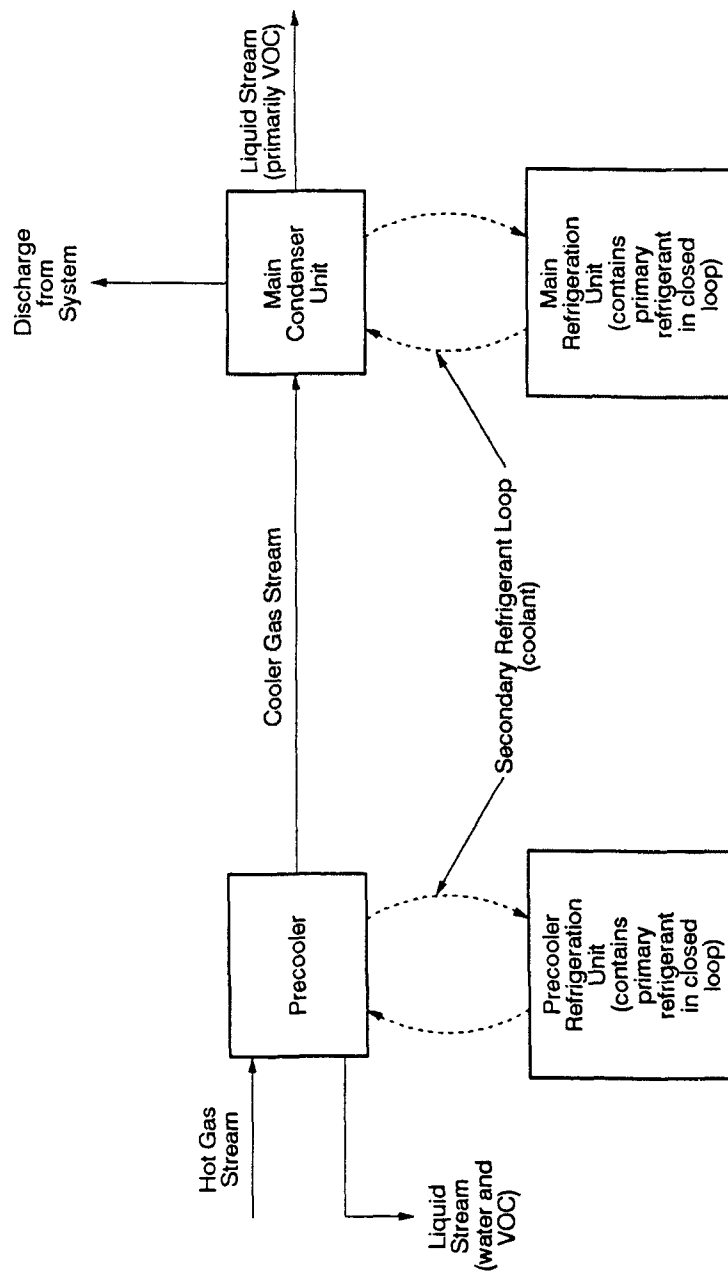 Discharge
from
System
Liquid Stream
(primarily VOC)
Main
Condenser
Unit
Main
Refrigeration
Unit
(contains
primary
refrigerant
in closed
loop)
Cooler Gas Stream
Secondary Refrigerant Loop
(coolant)
Hot Gas
Stream
Precooler
Liquid
Stream
(water and
VOC)
Precooler
Refrigeration
Unit
(contains
primary
refrigerant
in closed
loop)